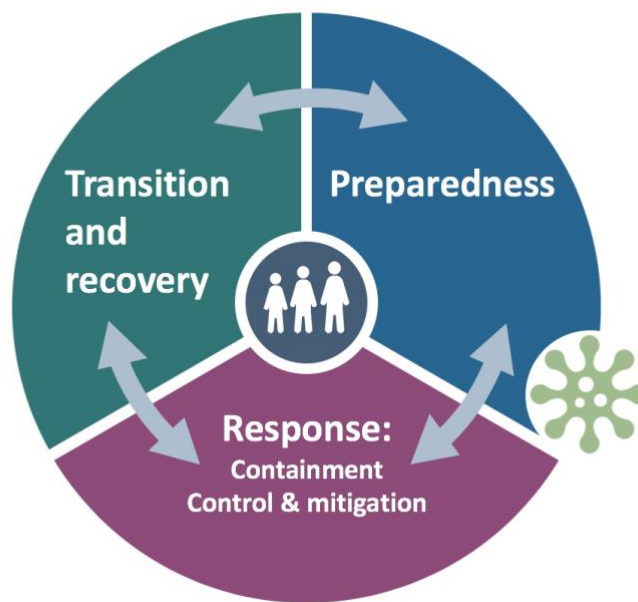 Transition
and
recovery
Preparedness
Response:
Containment
Control & mitigation